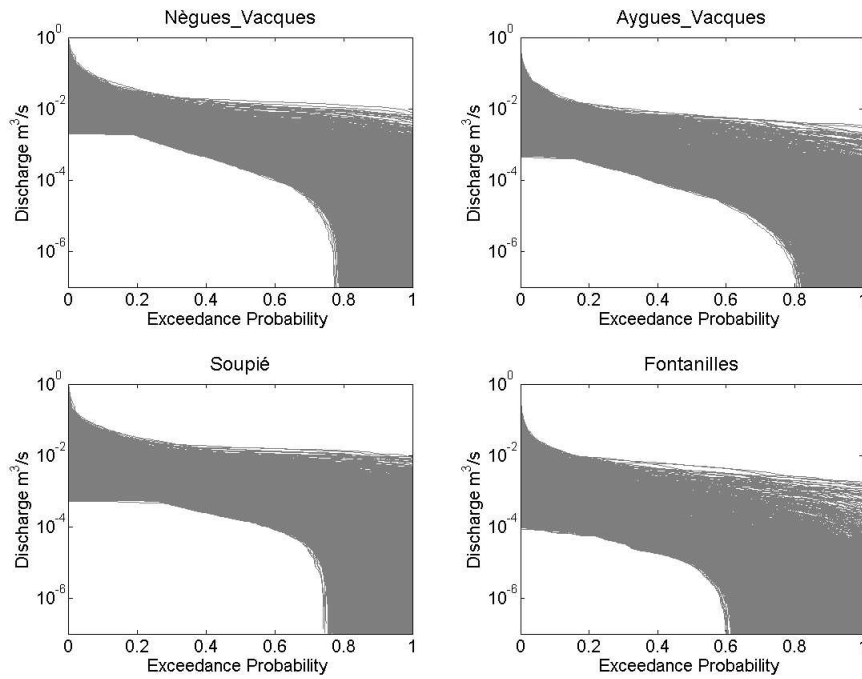 Nègues_Vacques
10^0
10^-2
10^-4
10^-6
Discharge m^3/s
0 0.2 0.4 0.6 0.8 1
Exceedance Probability
Aygues_Vacques
10^0
10^-2
10^-4
10^-6
Discharge m^3/s
0 0.2 0.4 0.6 0.8 1
Exceedance Probability
Soupié
10^0
10^-2
10^-4
10^-6
Discharge m^3/s
0 0.2 0.4 0.6 0.8 1
Exceedance Probability
Fontanilles
10^0
10^-2
10^-4
10^-6
Discharge m^3/s
0 0.2 0.4 0.6 0.8 1
Exceedance Probability